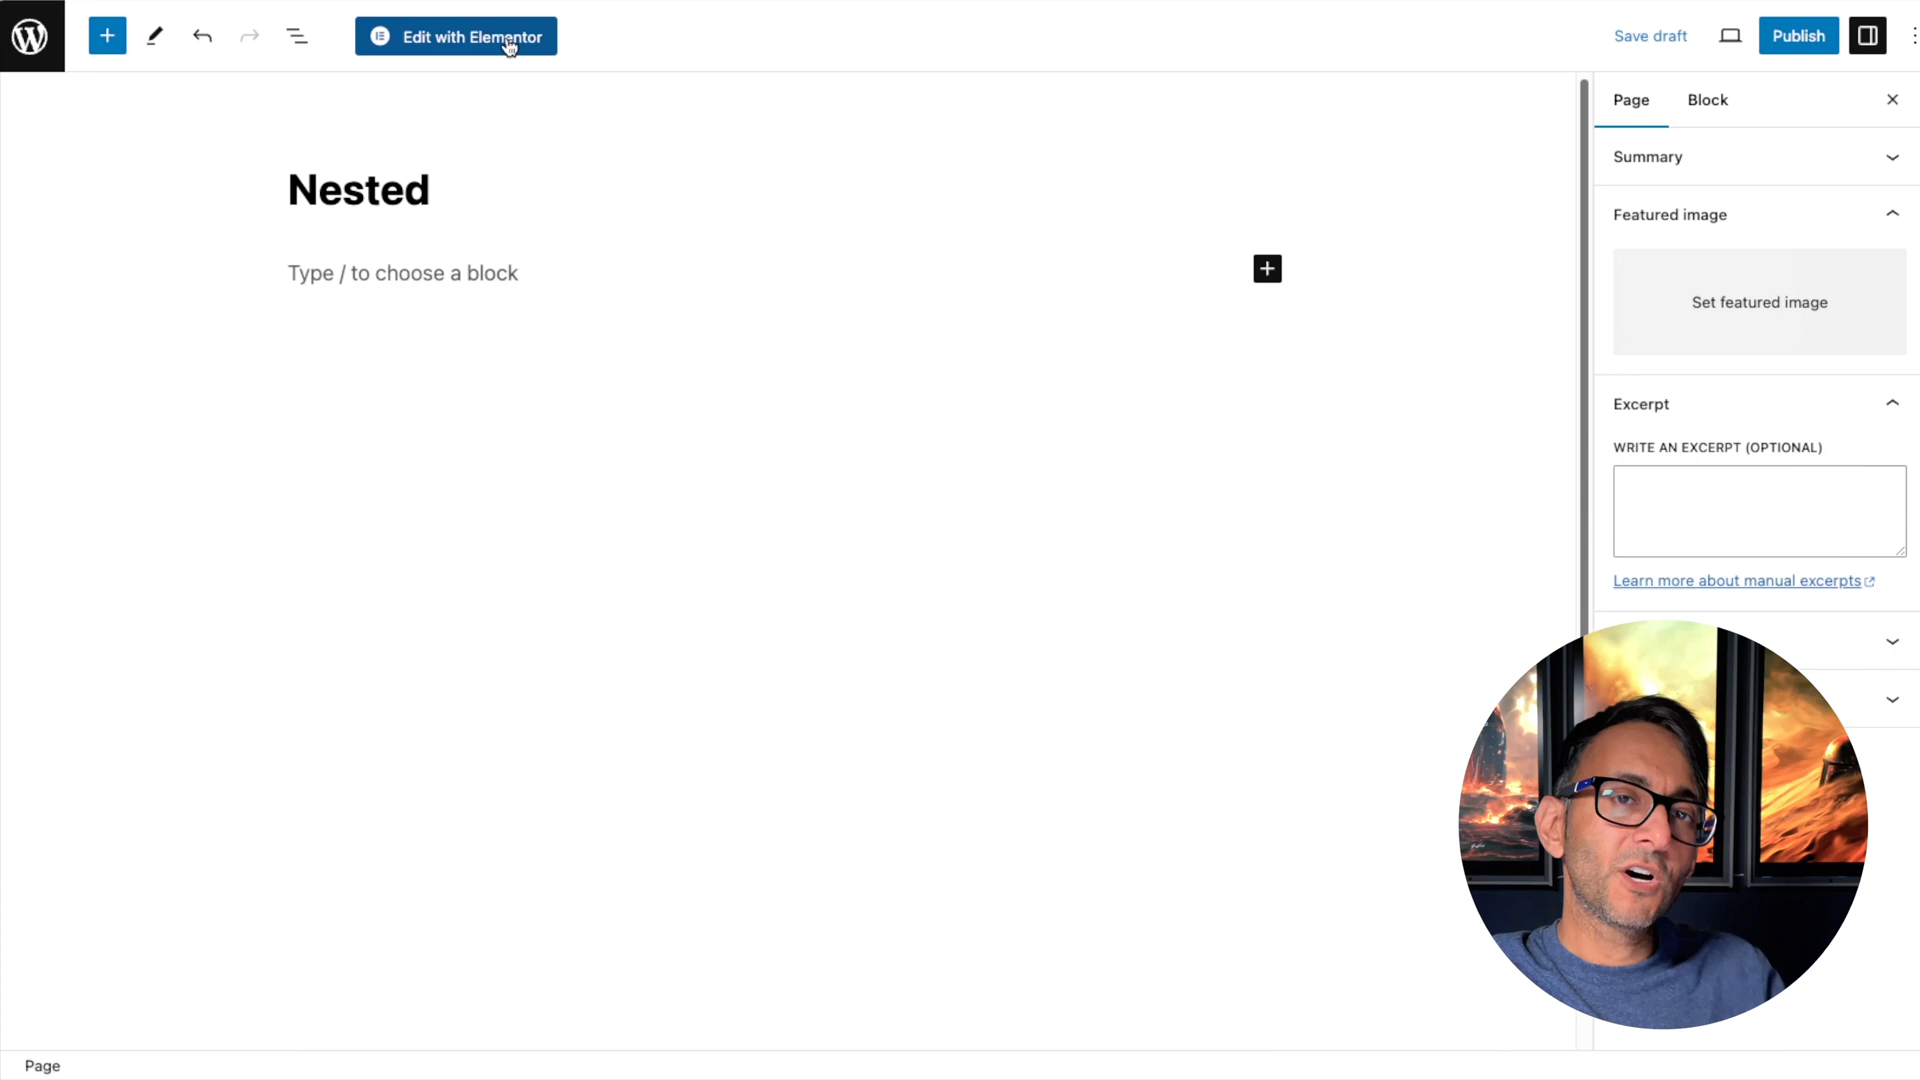 Edit with Elementor
Save draft
Publish
Page
Block
Summary
Nested
Featured image
Type / to choose a block
Set featured image
Excerpt
WRITE AN EXCERPT (OPTIONAL)
Learn more about manual excerpts
Page